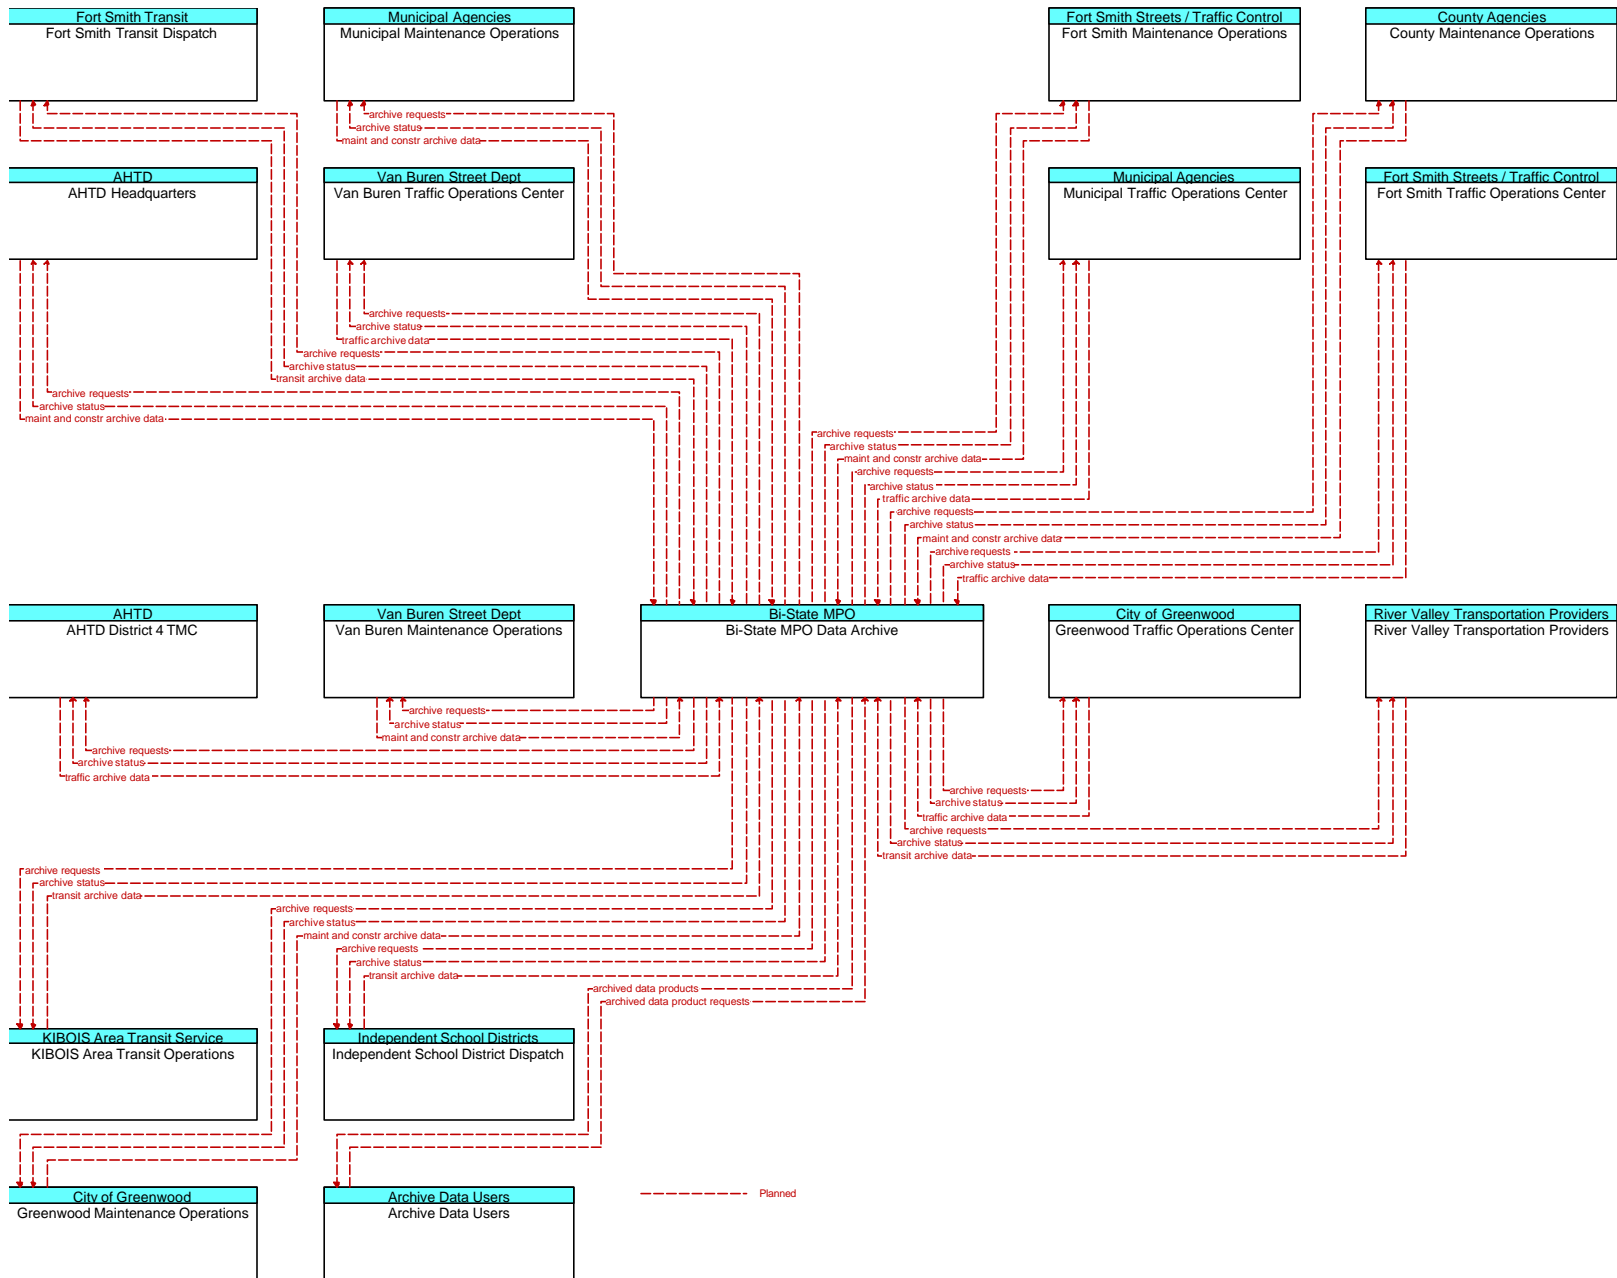 Fort Smith Transit
Fort Smith Transit Dispatch
Municipal Agencies
Municipal Maintenance Operations
Fort Smith Streets / Traffic Control
Fort Smith Maintenance Operations
County Agencies
County Maintenance Operations
archive requests
archive status
maint and constr archive data
AHTD
AHTD Headquarters
Van Buren Street Dept
Van Buren Traffic Operations Center
Municipal Agencies
Municipal Traffic Operations Center
Fort Smith Streets / Traffic Control
Fort Smith Traffic Operations Center
archive requests
archive status
traffic archive data
archive requests
archive status
transit archive data
archive requests
archive status
maint and constr archive data
archive requests
archive status
maint and constr archive data
archive requests
archive status
traffic archive data
archive requests
archive status
maint and constr archive data
archive requests
archive status
traffic archive data
AHTD
AHTD District 4 TMC
Van Buren Street Dept
Van Buren Maintenance Operations
Bi-State MPO
Bi-State MPO Data Archive
City of Greenwood
Greenwood Traffic Operations Center
River Valley Transportation Providers
River Valley Transportation Providers
archive requests
archive status
maint and constr archive data
archive requests
archive status
traffic archive data
archive requests
archive status
traffic archive data
archive requests
archive status
transit archive data
archive requests
archive status
transit archive data
archive requests
archive status
maint and constr archive data
archive requests
archive status
transit archive data
archived data products
archived data product requests
KIBOIS Area Transit Service
KIBOIS Area Transit Operations
Independent School Districts
Independent School District Dispatch
City of Greenwood
Greenwood Maintenance Operations
Archive Data Users
Archive Data Users
Planned